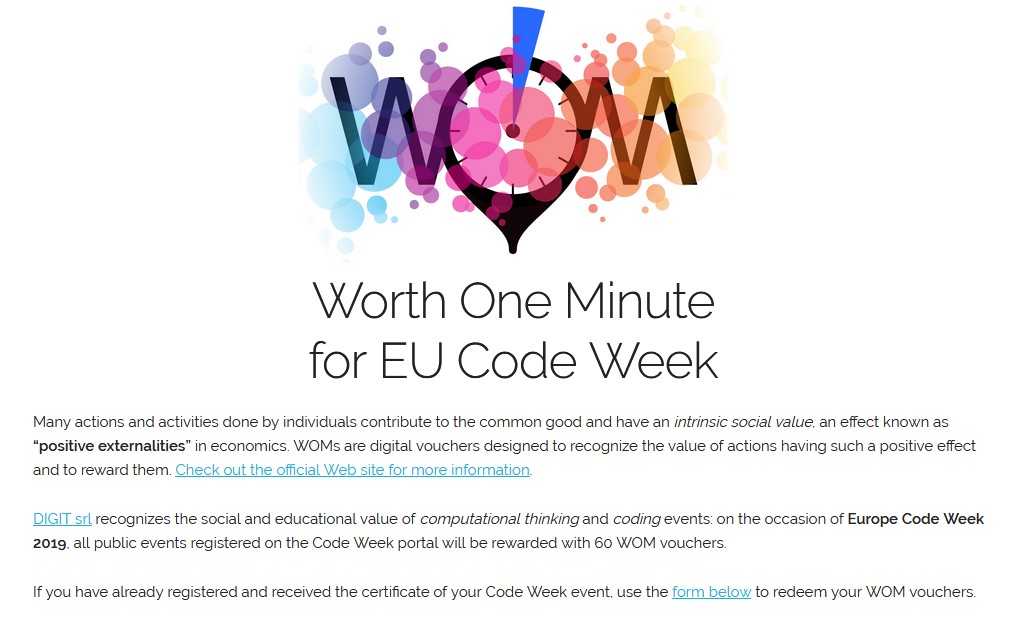 WOM
Worth One Minute
for EU Code Week
Many actions and activities done by individuals contribute to the common good and have an intrinsic social value, an effect known as
“positive externalities” in economics. WOMs are digital vouchers designed to recognize the value of actions having such a positive effect
and to reward them. Check out the official Web site for more information.
DIGIT srl recognizes the social and educational value of computational thinking and coding events: on the occasion of Europe Code Week
2019, all public events registered on the Code Week portal will be rewarded with 60 WOM vouchers.
If you have already registered and received the certificate of your Code Week event, use the form below to redeem your WOM vouchers.